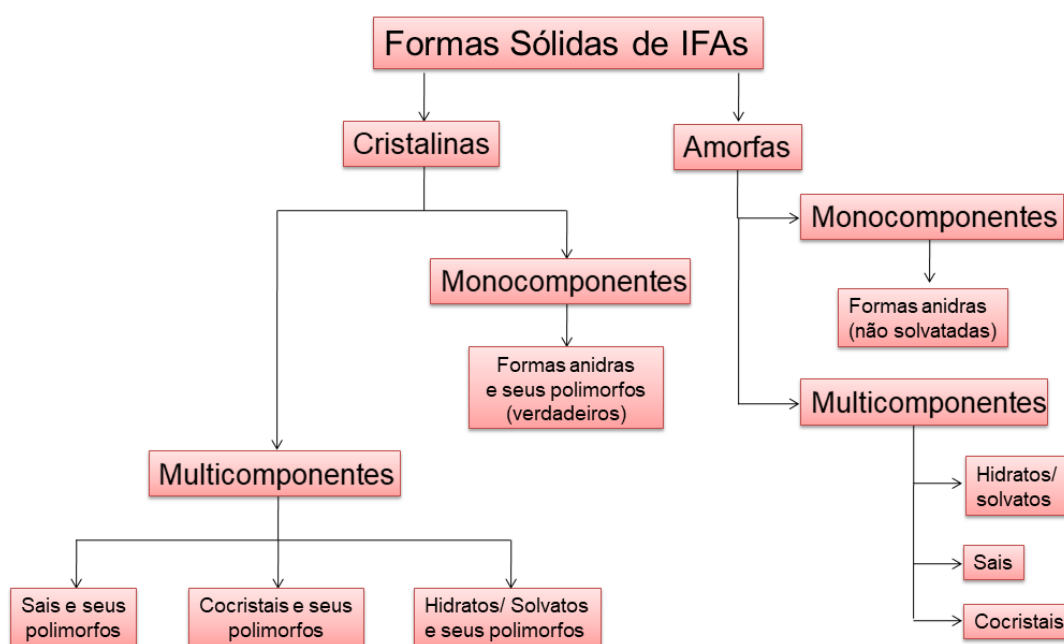 Formas Sólidas de IFAs
Cristalinas
Amorfas
Monocomponentes
Formas anidras
(não solvatadas)
Monocomponentes
Formas anidras
e seus polimorfos
(verdadeiros)
Multicomponentes
Multicomponentes
Hidratos/
solvatos
Sais
Cocristais
Sais e seus
polimorfos
Cocristais e seus
polimorfos
Hidratos/ Solvatos
e seus polimorfos